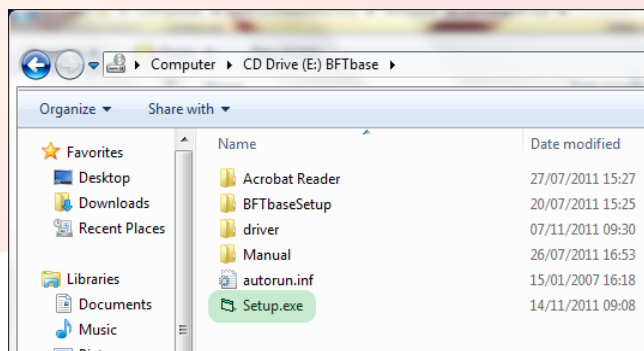 Computer CD Drive (E:) BFTbase
Organize Share with
Name Date modified
Favorites
Desktop
Downloads
Recent Places
Libraries
Documents
Music
Acrobat Reader 27/07/2011 15:27
BFTbaseSetup 20/07/2011 15:25
driver 07/11/2011 09:30
Manual 26/07/2011 16:53
autorun.inf 15/01/2007 16:18
Setup.exe 14/11/2011 09:08